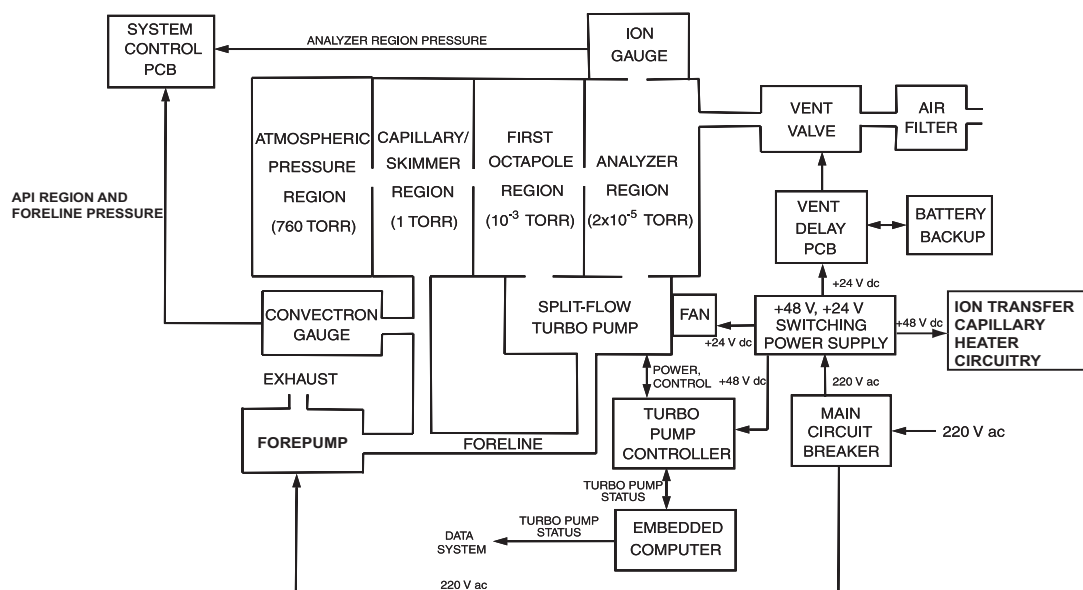 SYSTEM
CONTROL
PCB
ANALYZER REGION PRESSURE
ION
GAUGE
ATMOSPHERIC
PRESSURE
REGION
(760 TORR)
CAPILLARY/
SKIMMER
REGION
(1 TORR)
FIRST
OCTAPOLE
REGION
(10⁻³ TORR)
ANALYZER
REGION
(2x10⁻⁵ TORR)
VENT
VALVE
AIR
FILTER
API REGION AND
FORELINE PRESSURE
VENT
DELAY
PCB
BATTERY
BACKUP
+24 V dc
CONVECTRON
GAUGE
SPLIT-FLOW
TURBO PUMP
FAN
+24 V dc
+48 V, +24 V
SWITCHING
POWER SUPPLY
+48 V dc
ION TRANSFER
CAPILLARY
HEATER
CIRCUITRY
EXHAUST
FOREPUMP
FORELINE
POWER,
CONTROL
+48 V dc
220 V ac
TURBO
PUMP
CONTROLLER
MAIN
CIRCUIT
BREAKER
220 V ac
TURBO PUMP
STATUS
EMBEDDED
COMPUTER
TURBO PUMP
STATUS
DATA
SYSTEM
220 V ac